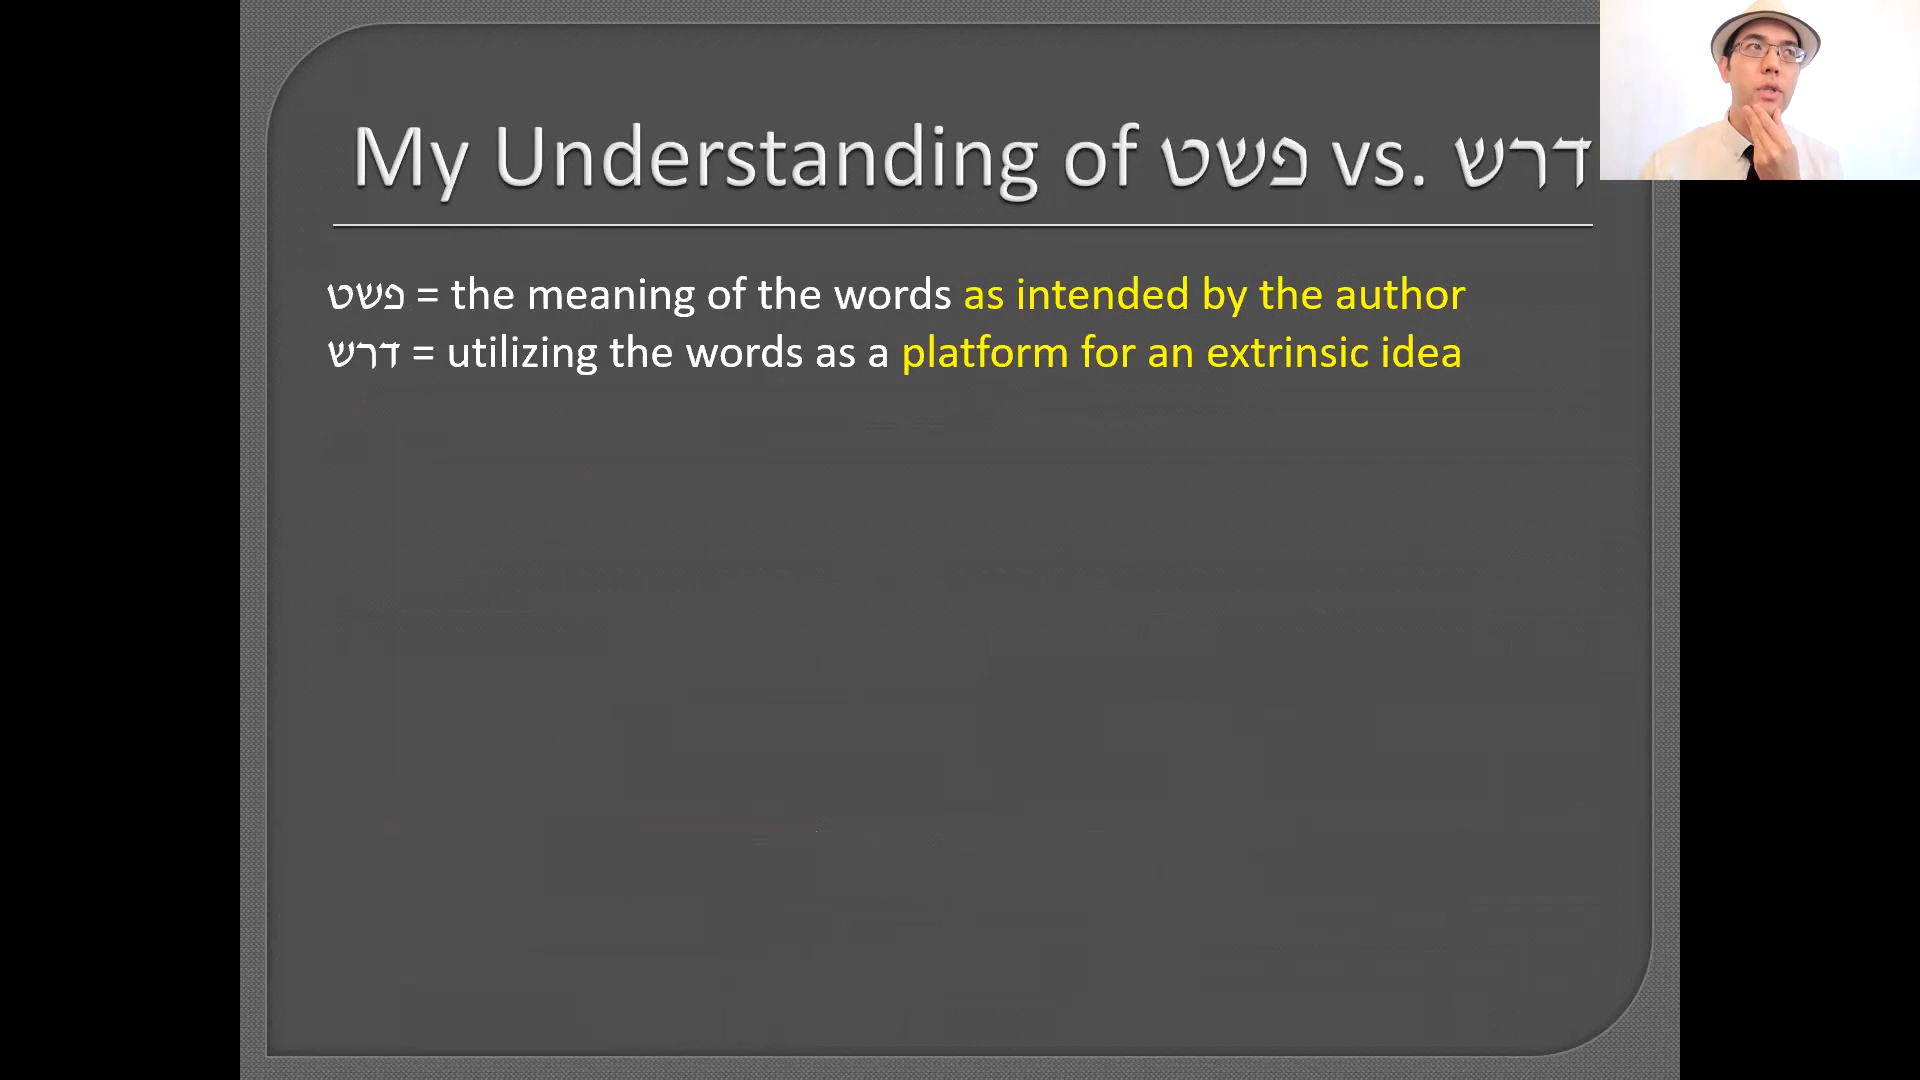 My Understanding of פשט vs. דרש
פשט = the meaning of the words as intended by the author
דרש = utilizing the words as a platform for an extrinsic idea